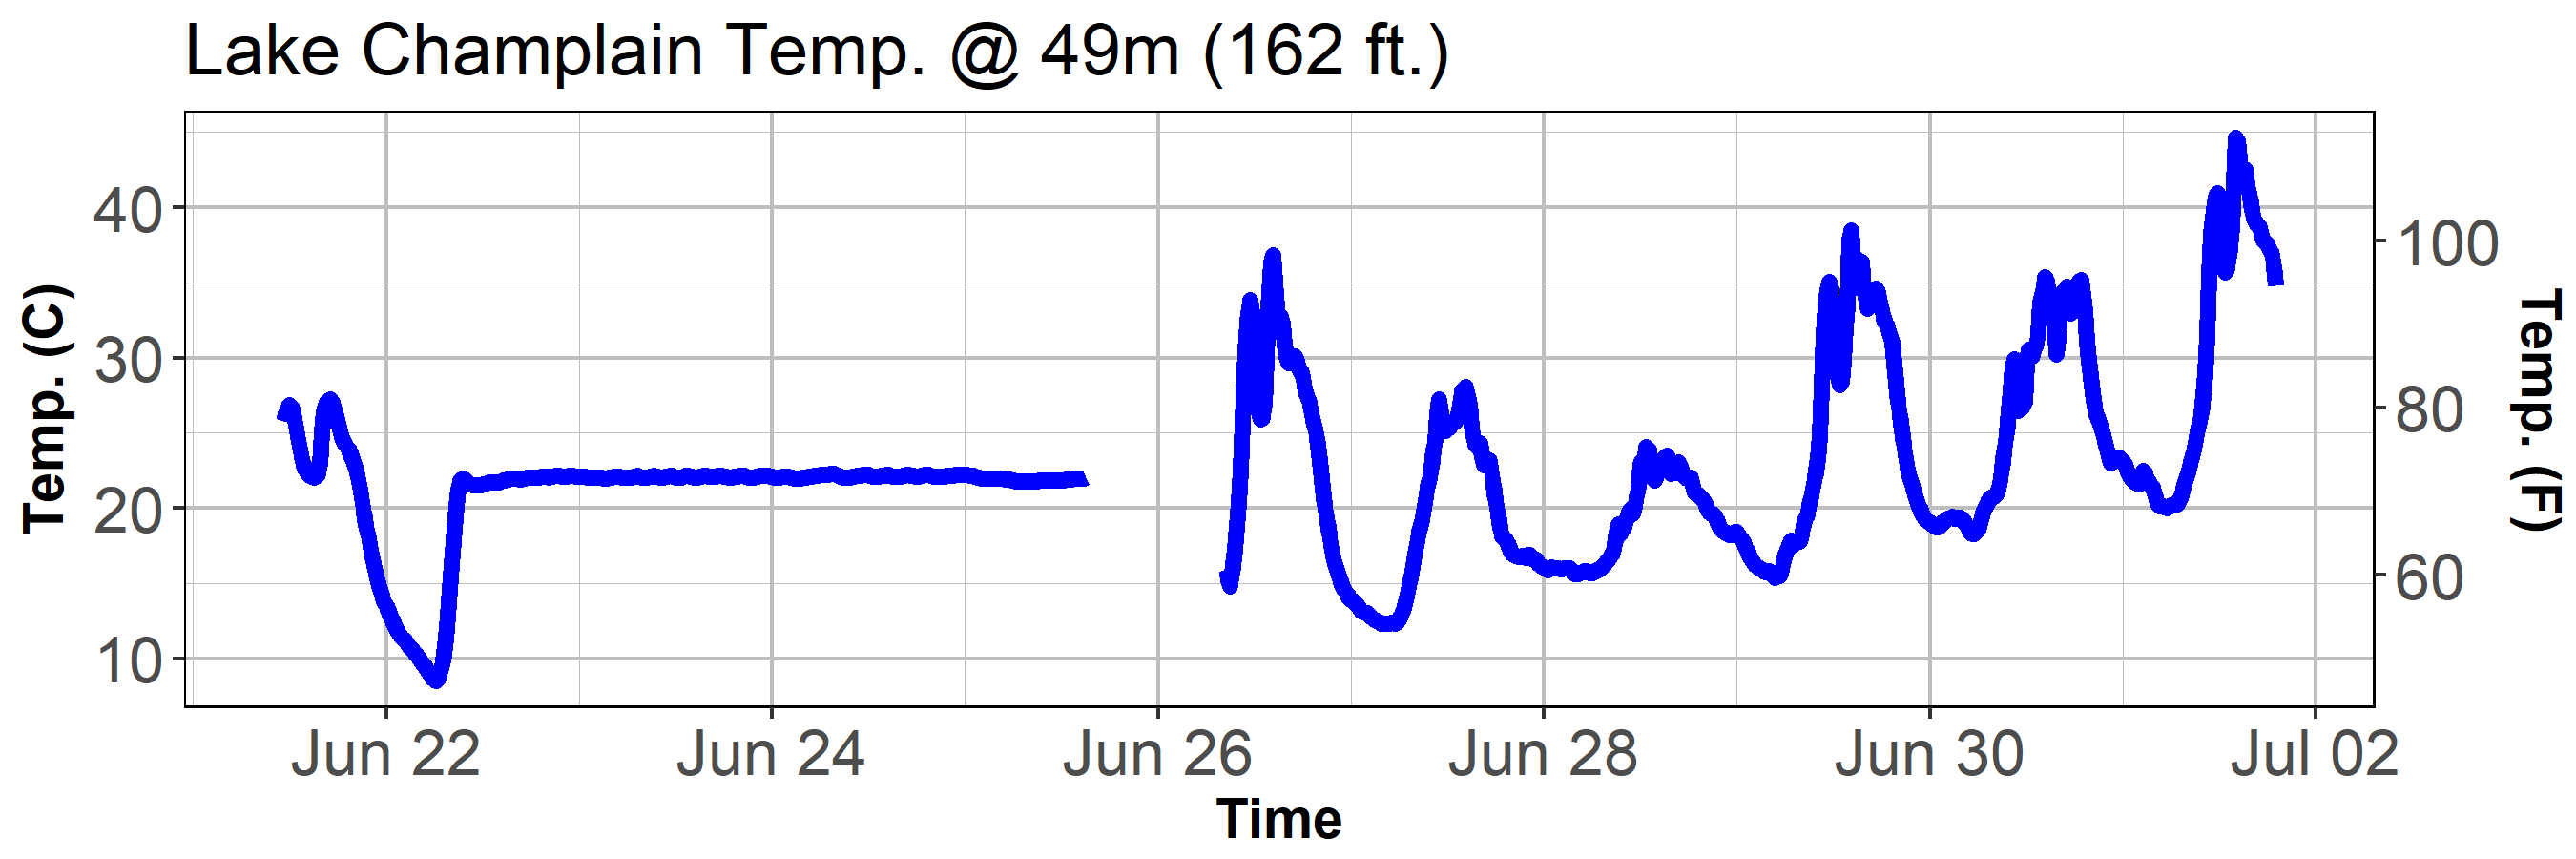 Lake Champlain Temp. @ 49m (162 ft.)
Temp. (C)
40
30
20
10
100
80
60
Temp. (F)
Jun 22
Jun 24
Jun 26
Jun 28
Jun 30
Jul 02
Time